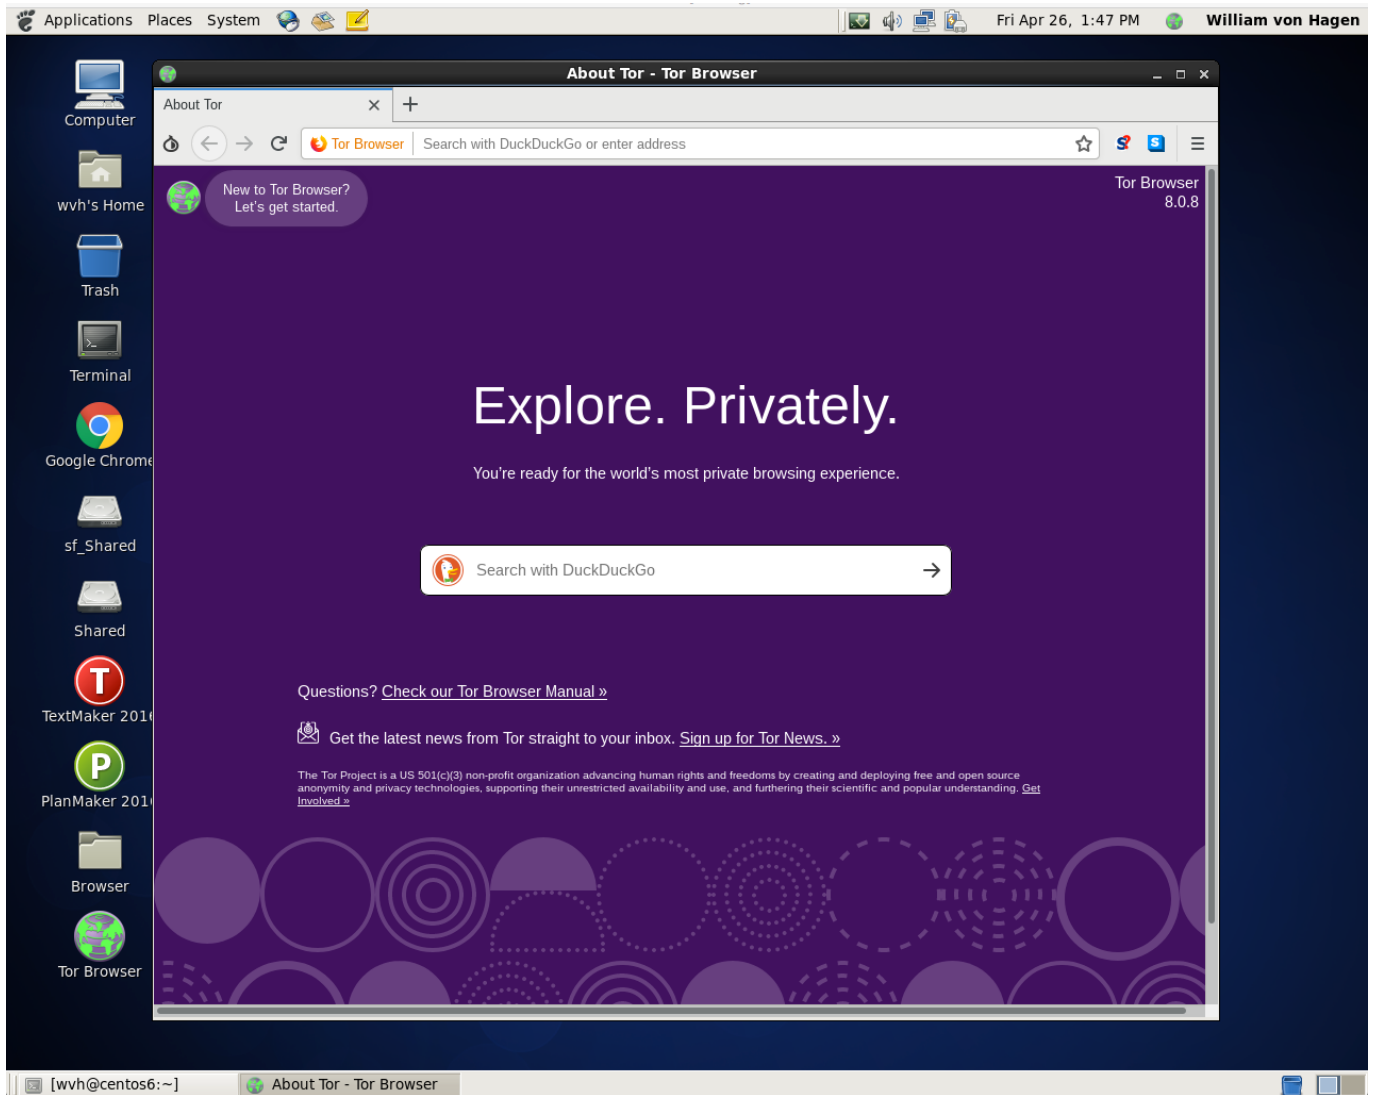 Applications Places System
Fri Apr 26, 1:47 PM
William von Hagen
Computer
wvh's Home
Trash
Terminal
Google Chrome
sf_Shared
Shared
T
TextMaker 2016
P
PlanMaker 2016
Browser
Tor Browser
About Tor - Tor Browser
About Tor
Tor Browser
Search with DuckDuckGo or enter address
S
S
New to Tor Browser?
Let's get started.
Tor Browser
8.0.8
Explore. Privately.
You're ready for the world's most private browsing experience.
Search with DuckDuckGo
Questions? Check our Tor Browser Manual »
Get the latest news from Tor straight to your inbox. Sign up for Tor News. »
The Tor Project is a US 501(c)(3) non-profit organization advancing human rights and freedoms by creating and deploying free and open source
anonymity and privacy technologies, supporting their unrestricted availability and use, and furthering their scientific and popular understanding. Get
Involved »
[wvh@centos6:~]
About Tor - Tor Browser